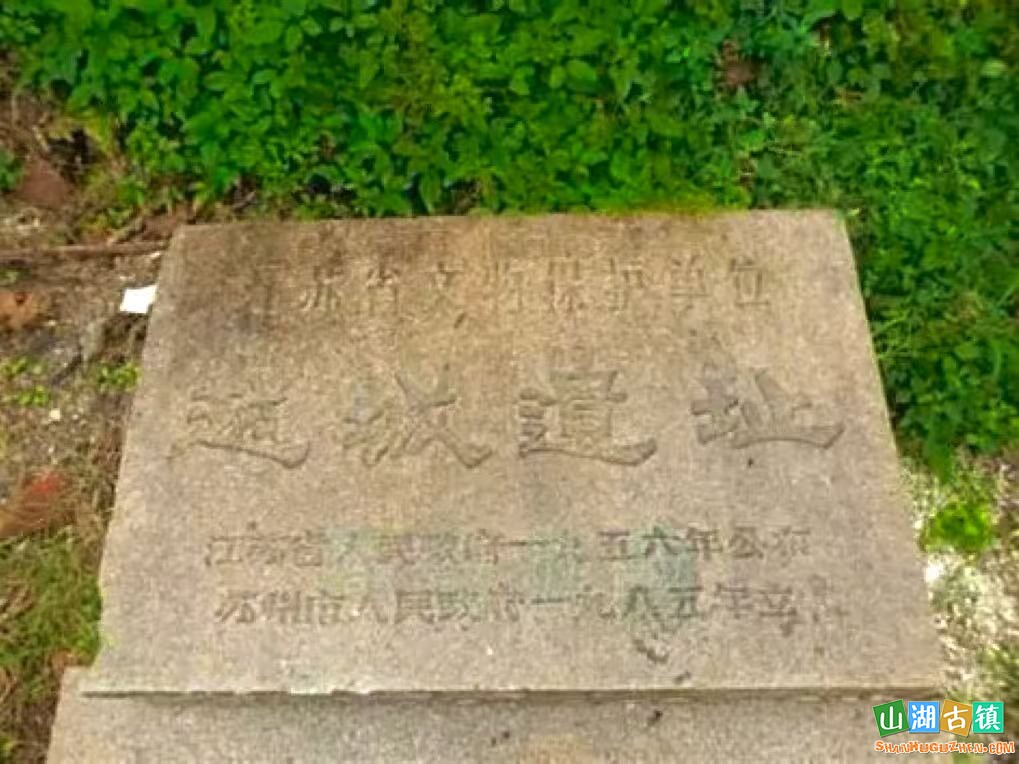 江苏省文物保护单位
越城遗址
江苏省人民政府一九五六年公布
苏州市人民政府一九八五年立
山湖古镇
SHANHUGUZHEN.COM